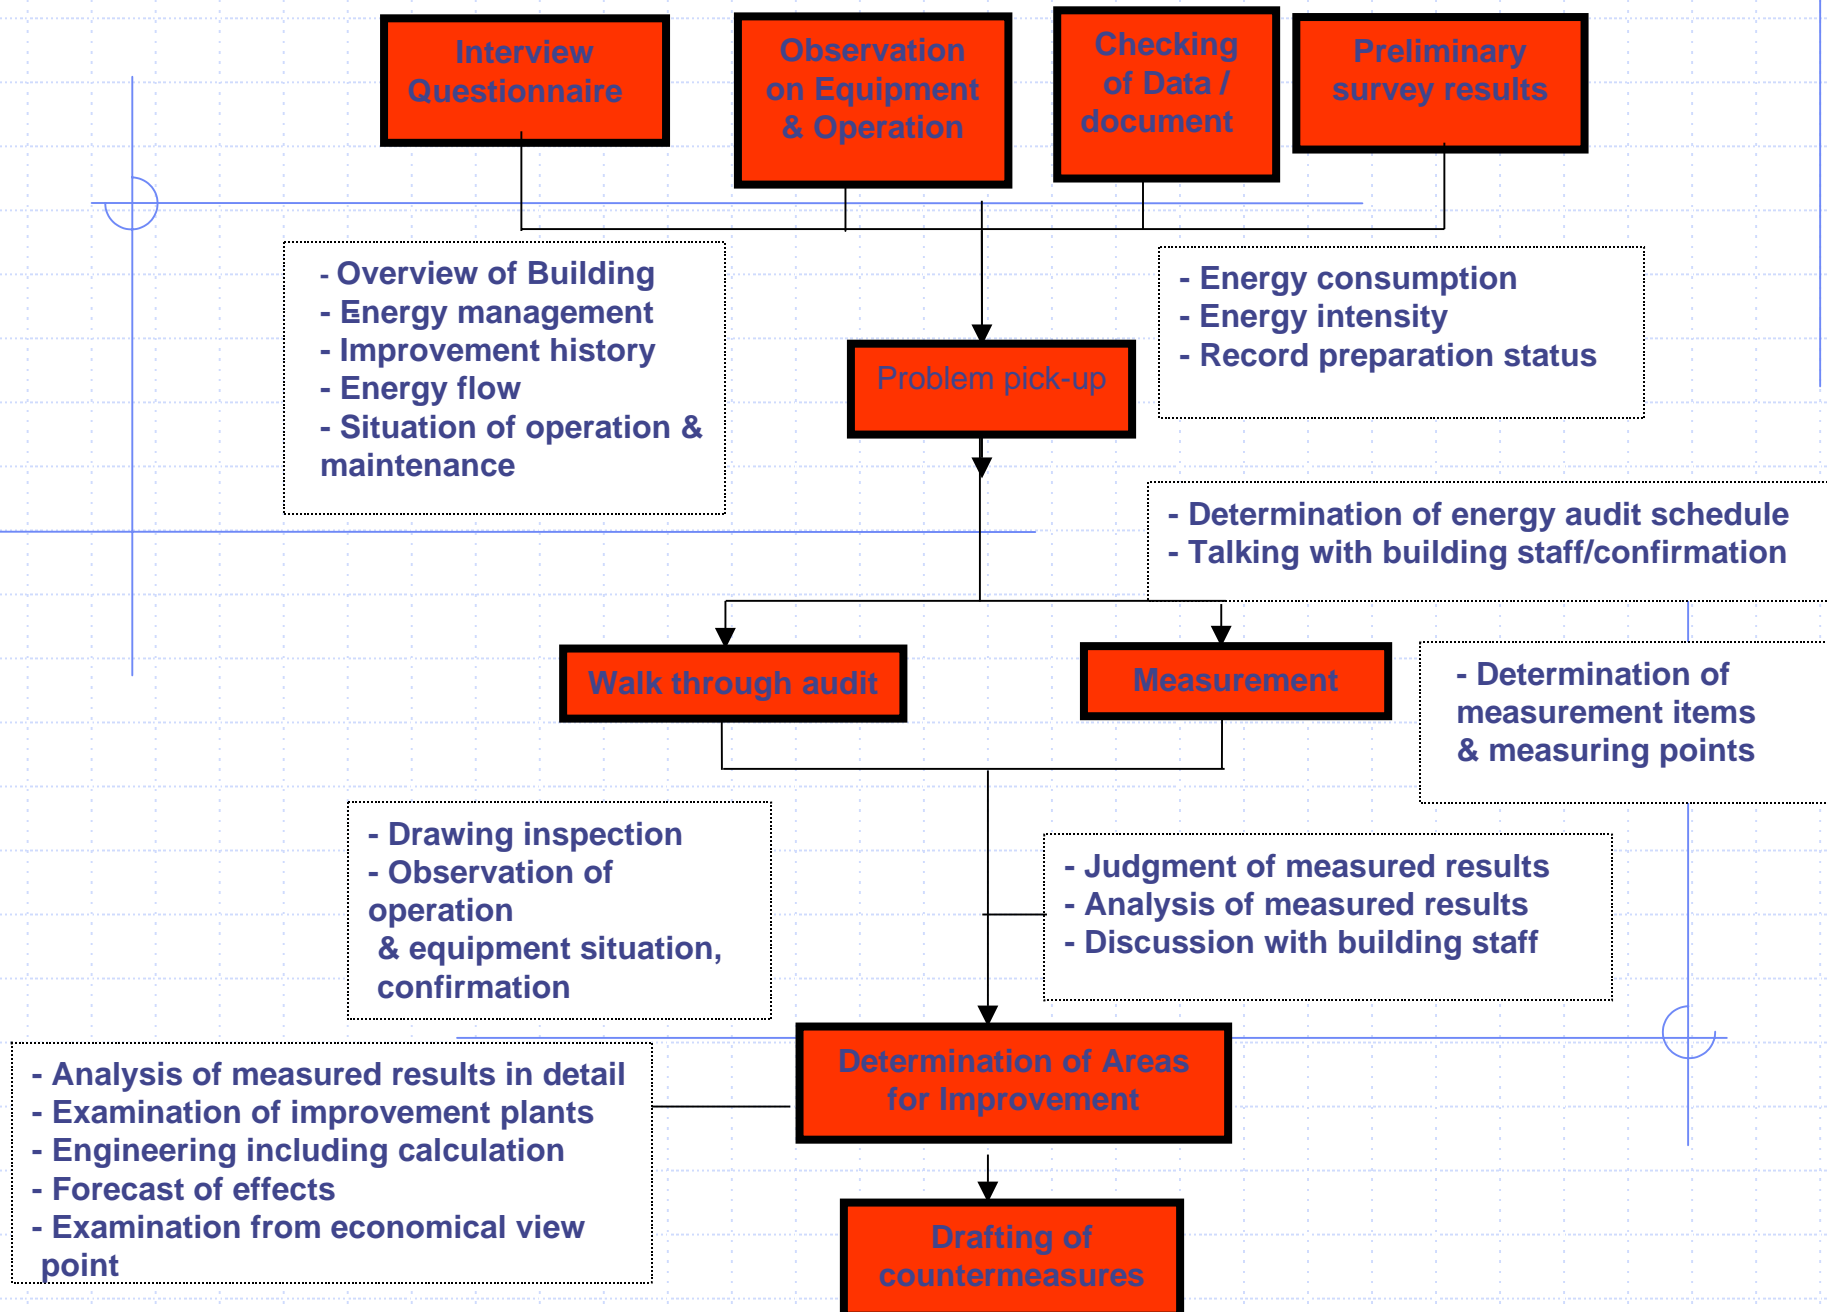 Interview
Questionnaire
Observation
on Equipment
& Operation
Checking
of Data /
document
Preliminary
survey results
- Overview of Building
- Energy management
- Improvement history
- Energy flow
- Situation of operation &
maintenance
- Energy consumption
- Energy intensity
- Record preparation status
Problem pick-up
- Determination of energy audit schedule
- Talking with building staff/confirmation
Walk through audit
Measurement
- Determination of
measurement items
& measuring points
- Drawing inspection
- Observation of
operation
& equipment situation,
confirmation
- Judgment of measured results
- Analysis of measured results
- Discussion with building staff
Determination of Areas
for Improvement
- Analysis of measured results in detail
- Examination of improvement plants
- Engineering including calculation
- Forecast of effects
- Examination from economical view
point
Drafting of
countermeasures